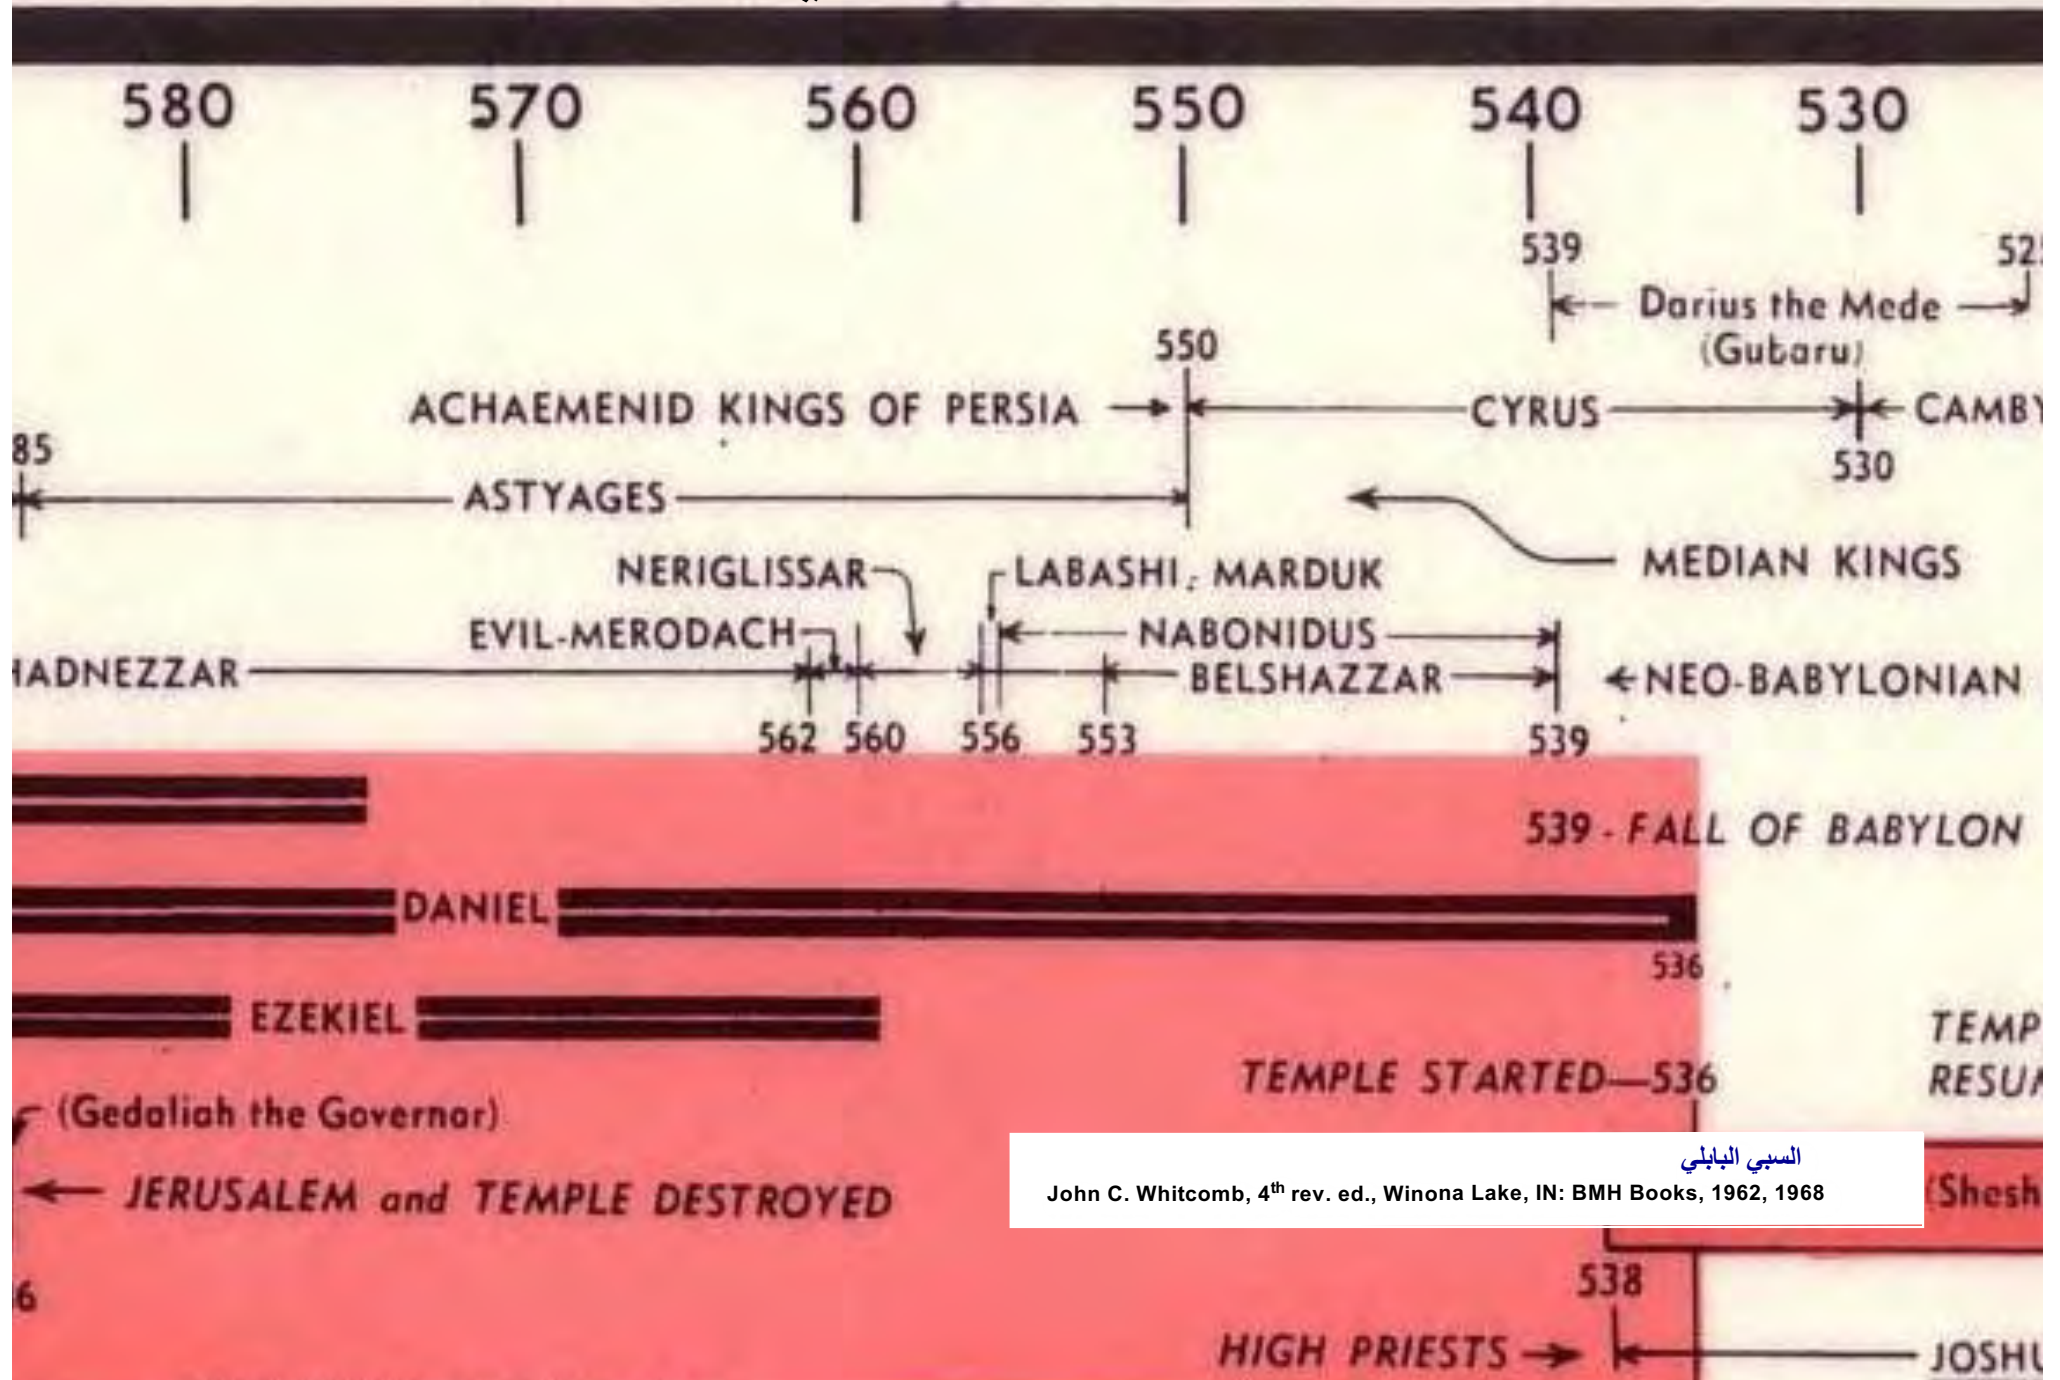 580 570 560 550 540 530
539
Darius the Mede
(Gubaru)
550
ACHAEMENID KINGS OF PERSIA
CYRUS
530
85
ASTYAGES
MEDIAN KINGS
NERIGLISSAR
LABASHI - MARDUK
EVIL-MERODACH
NABONIDUS
HADNEZZAR
BELSHAZZAR
NEO-BABYLONIAN
562 560 556 553 539
539 - FALL OF BABYLON
DANIEL
536
EZEKIEL
TEMP
RESU
TEMPLE STARTED—536
(Gedaliah the Governor)
السبي البابلي
John C. Whitcomb, 4th rev. ed., Winona Lake, IN: BMH Books, 1962, 1968
(Shesh
JERUSALEM and TEMPLE DESTROYED
6
538
HIGH PRIESTS
JOSHU